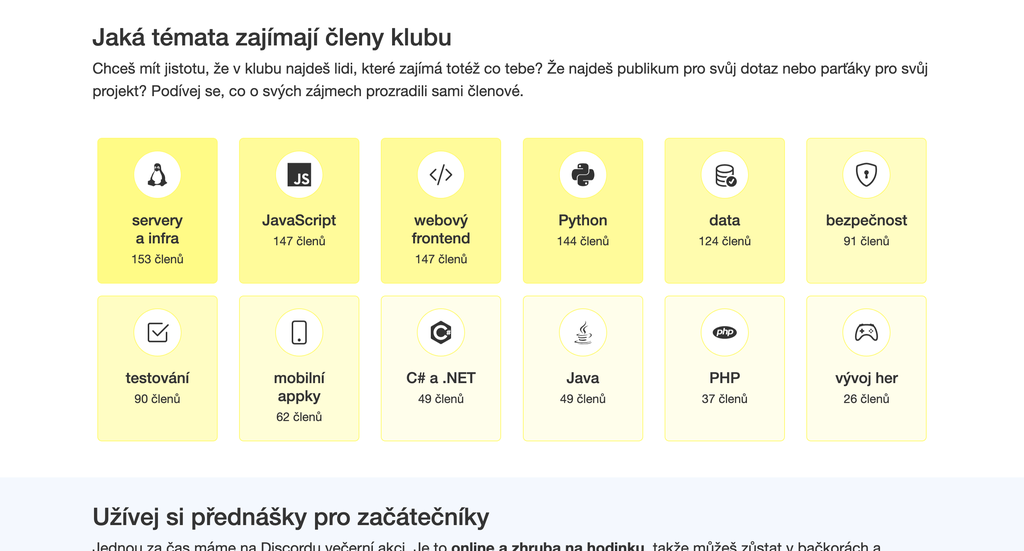 Jaká témata zajímají členy klubu
Chceš mít jistotu, že v klubu najdeš lidi, které zajímá totéž co tebe? Že najdeš publikum pro svůj dotaz nebo parťáky pro svůj
projekt? Podívej se, co o svých zájmech prozradili sami členové.
JS
servery
a infra
153 členů
JavaScript
147 členů
webový
frontend
147 členů
Python
144 členů
data
124 členů
bezpečnost
91 členů
testování
90 členů
mobilní
appky
62 členů
C#
C# a .NET
49 členů
Java
49 členů
php
PHP
37 členů
vývoj her
26 členů
Užívej si přednášky pro začátečníky
Jednou za čas máme na Discordu večerní akci. Je to online a zhruba na hodinku, takže můžeš zůstat v bačkorách a